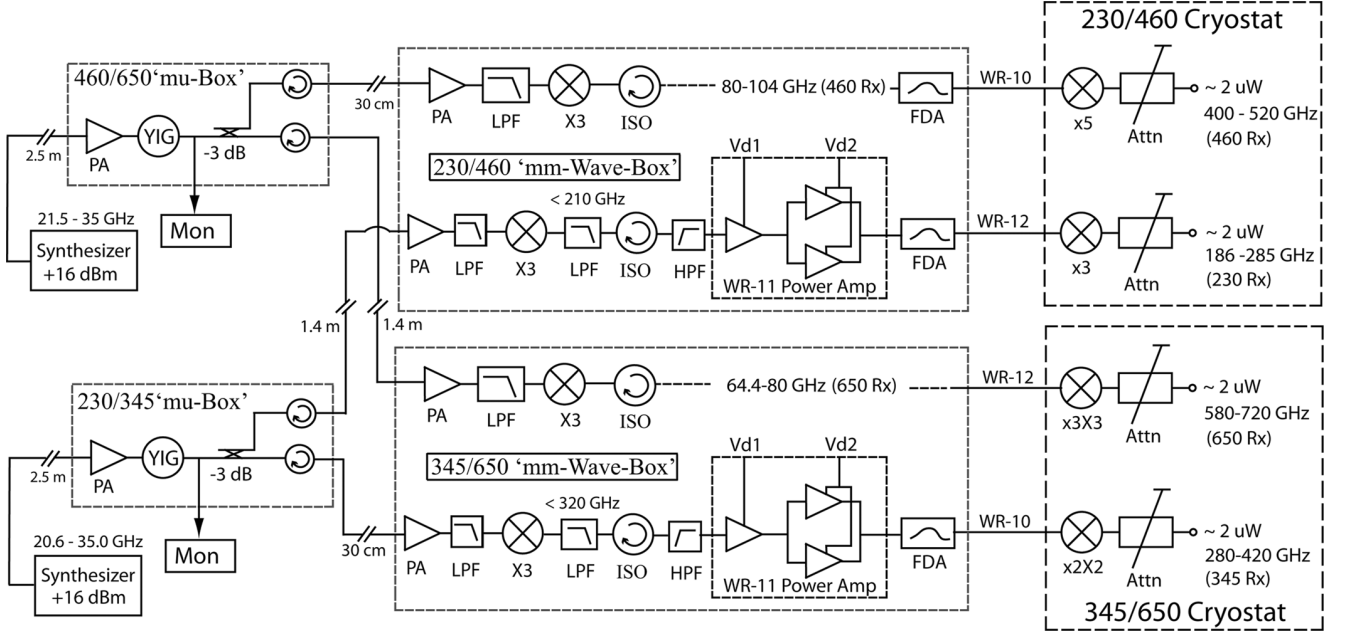 230/460 Cryostat
460/650‘mu-Box’
30 cm
PA
LPF
X3
ISO
80-104 GHz (460 Rx)
FDA
WR-10
x5
Attn
~ 2 uW
400 - 520 GHz
(460 Rx)
2.5 m
PA
YIG
-3 dB
Mon
21.5 - 35 GHz
Synthesizer
+16 dBm
230/460 ‘mm-Wave-Box’
< 210 GHz
PA
LPF
X3
LPF
ISO
HPF
Vd1
Vd2
WR-11 Power Amp
FDA
WR-12
x3
Attn
~ 2 uW
186 -285 GHz
(230 Rx)
1.4 m
1.4 m
PA
LPF
X3
ISO
64.4-80 GHz (650 Rx)
WR-12
x3X3
Attn
~ 2 uW
580-720 GHz
(650 Rx)
230/345‘mu-Box’
2.5 m
PA
YIG
-3 dB
Mon
20.6 - 35.0 GHz
Synthesizer
+16 dBm
30 cm
345/650 ‘mm-Wave-Box’
< 320 GHz
PA
LPF
X3
LPF
ISO
HPF
Vd1
Vd2
WR-11 Power Amp
FDA
WR-10
x2X2
Attn
~ 2 uW
280-420 GHz
(345 Rx)
345/650 Cryostat